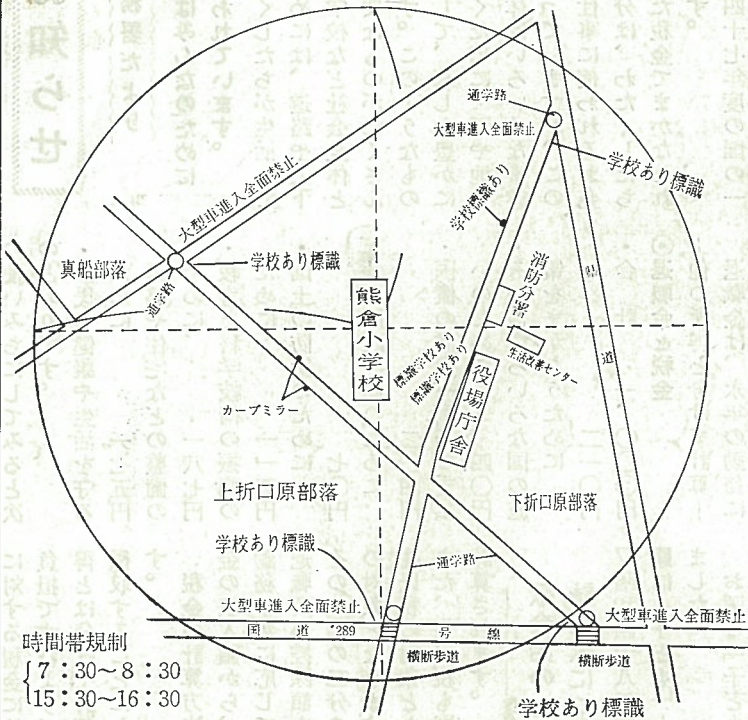 通学路
大型車進入全面禁止
学校あり標識
大型車進入全面禁止
学校標識あり
真船部落
学校あり標識
通学路
消防分署
県道
熊倉小学校
生活改善センター
標識学校あり
標識学校あり
役場庁舎
カーブミラー
上折口原部落
下折口原部落
学校あり標識
通学路
大型車進入全面禁止
大型車進入全面禁止
国道289号線
時間帯規制
7:30〜8:30
15:30〜16:30
横断歩道
横断歩道
学校あり標識